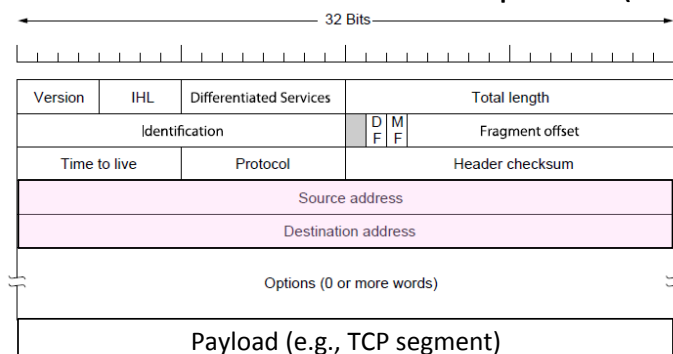 32 Bits
Version IHL Differentiated Services Total length
Identification D F M F Fragment offset
Time to live Protocol Header checksum
Source address
Destination address
Options (0 or more words)
Payload (e.g., TCP segment)